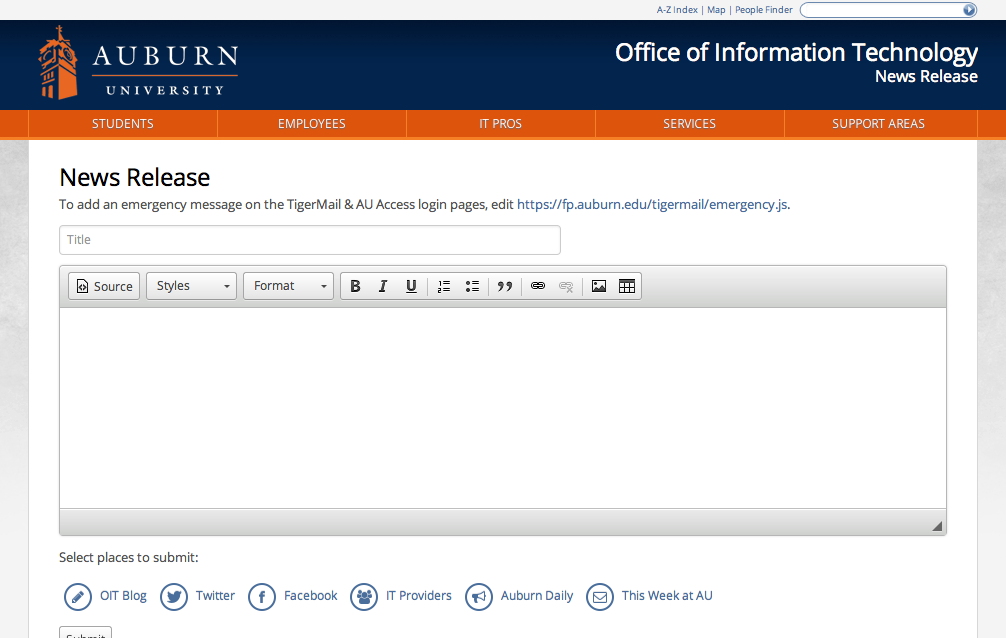 A-Z Index | Map | People Finder
AUBURN
UNIVERSITY
Office of Information Technology
News Release
STUDENTS EMPLOYEES IT PROS SERVICES SUPPORT AREAS
News Release
To add an emergency message on the TigerMail & AU Access login pages, edit https://fp.auburn.edu/tigermail/emergency.js.
Title
Source Styles Format B I U
Select places to submit:
OIT Blog Twitter Facebook IT Providers Auburn Daily This Week at AU
Submit